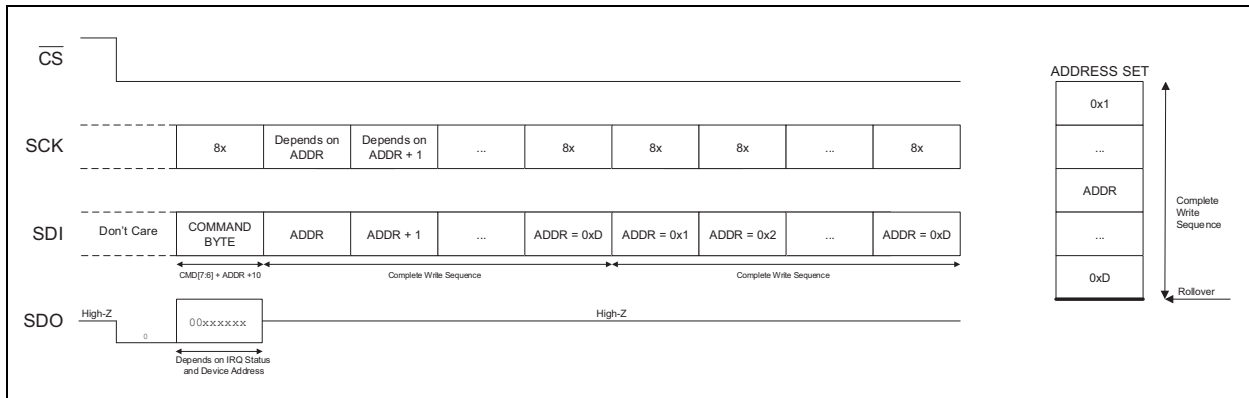 CS
SCK
8x
Depends on
ADDR
Depends on
ADDR + 1
...
8x
8x
8x
...
8x
SDI
Don't Care
COMMAND
BYTE
ADDR
ADDR + 1
...
ADDR = 0xD
ADDR = 0x1
ADDR = 0x2
...
ADDR = 0xD
CMD[7:6] + ADDR +10
Complete Write Sequence
Complete Write Sequence
SDO
High-Z
0
00xxxxxx
High-Z
Depends on IRQ Status
and Device Address
ADDRESS SET
0x1
...
ADDR
...
0xD
Complete
Write
Sequence
Rollover